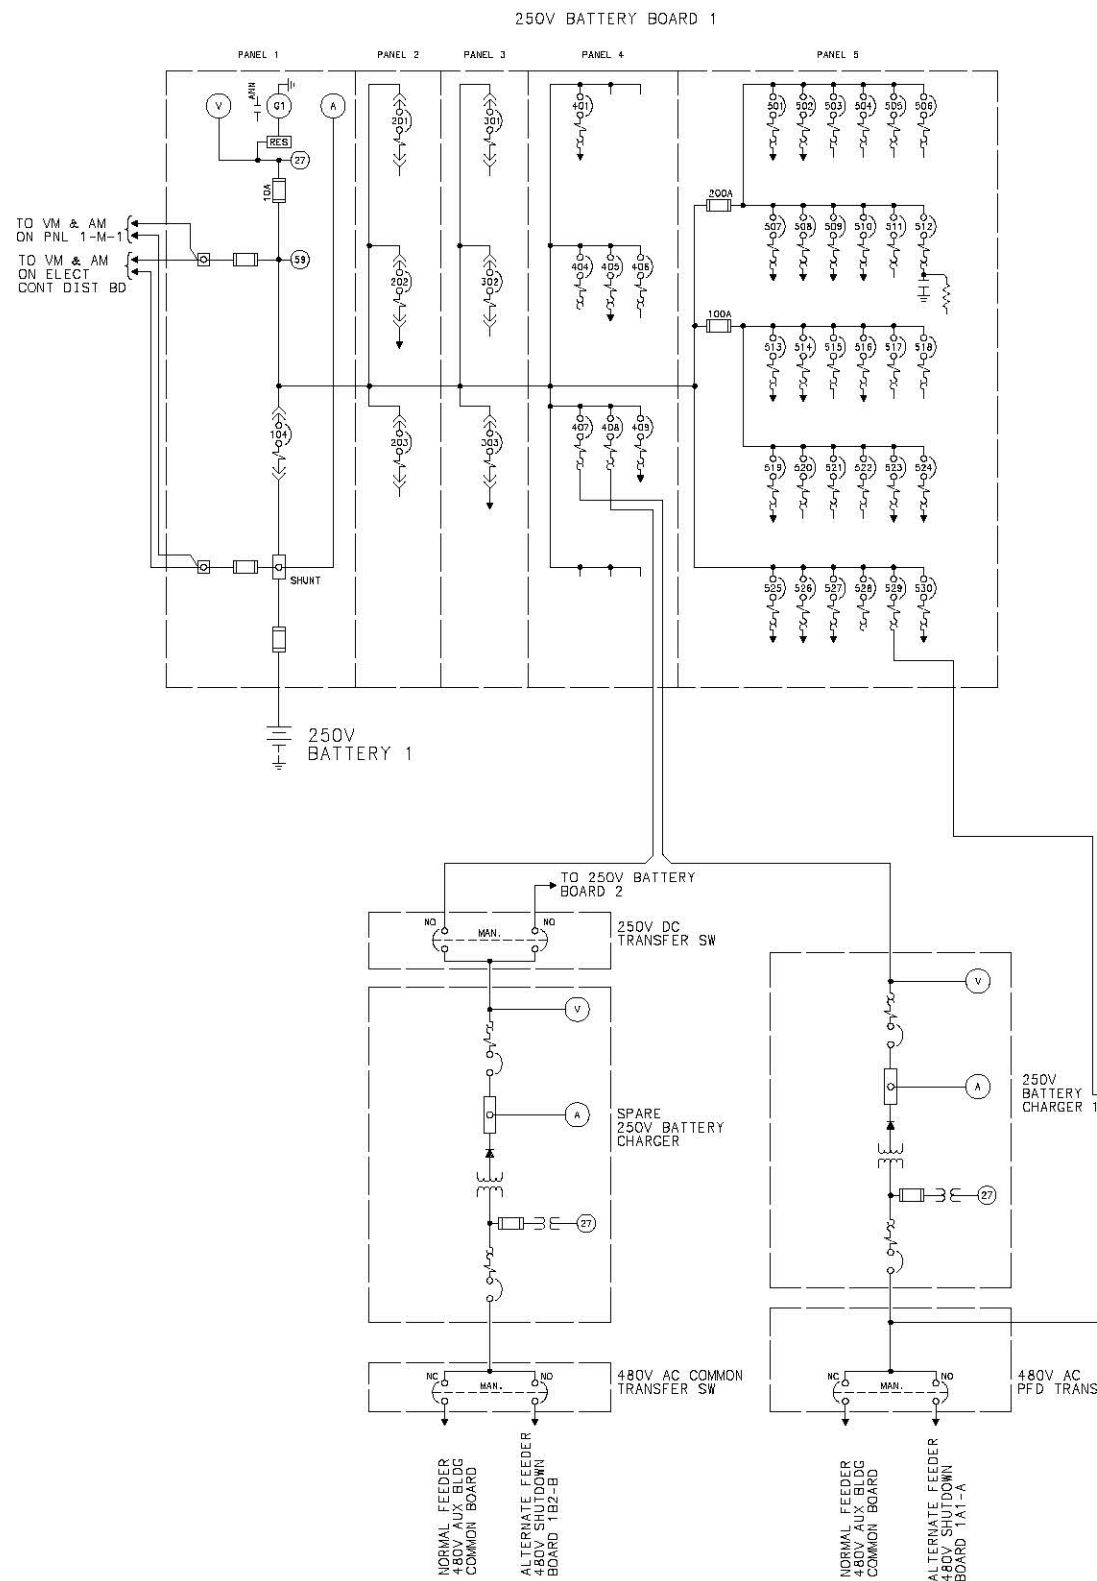 250V BATTERY BOARD 1
PANEL 1
PANEL 2
PANEL 3
PANEL 4
PANEL 5
V
ANN
G1
A
RES
27
10A
59
TO VM & AM
ON PNL 1-M-1
TO VM & AM
ON ELECT
CONT DIST BD
104
SHUNT
250V
BATTERY 1
201
202
203
301
302
303
401
404 405 406
407 408 409
501 502 503 504 505 506
200A
507 508 509 510 511 512
100A
513 514 515 516 517 518
519 520 521 522 523 524
525 526 527 528 529 530
TO 250V BATTERY
BOARD 2
NO
MAN.
NO
250V DC
TRANSFER SW
V
A
SPARE
250V BATTERY
CHARGER
27
NC
MAN.
NO
480V AC COMMON
TRANSFER SW
NORMAL FEEDER
480V AUX BLDG
COMMON BOARD
ALTERNATE FEEDER
480V SHUTDOWN
BOARD 1B2-B
V
A
250V
BATTERY
CHARGER 1
27
NC
MAN.
NO
480V AC
PFD TRANS
NORMAL FEEDER
480V AUX BLDG
COMMON BOARD
ALTERNATE FEEDER
480V SHUTDOWN
BOARD 1A1-A